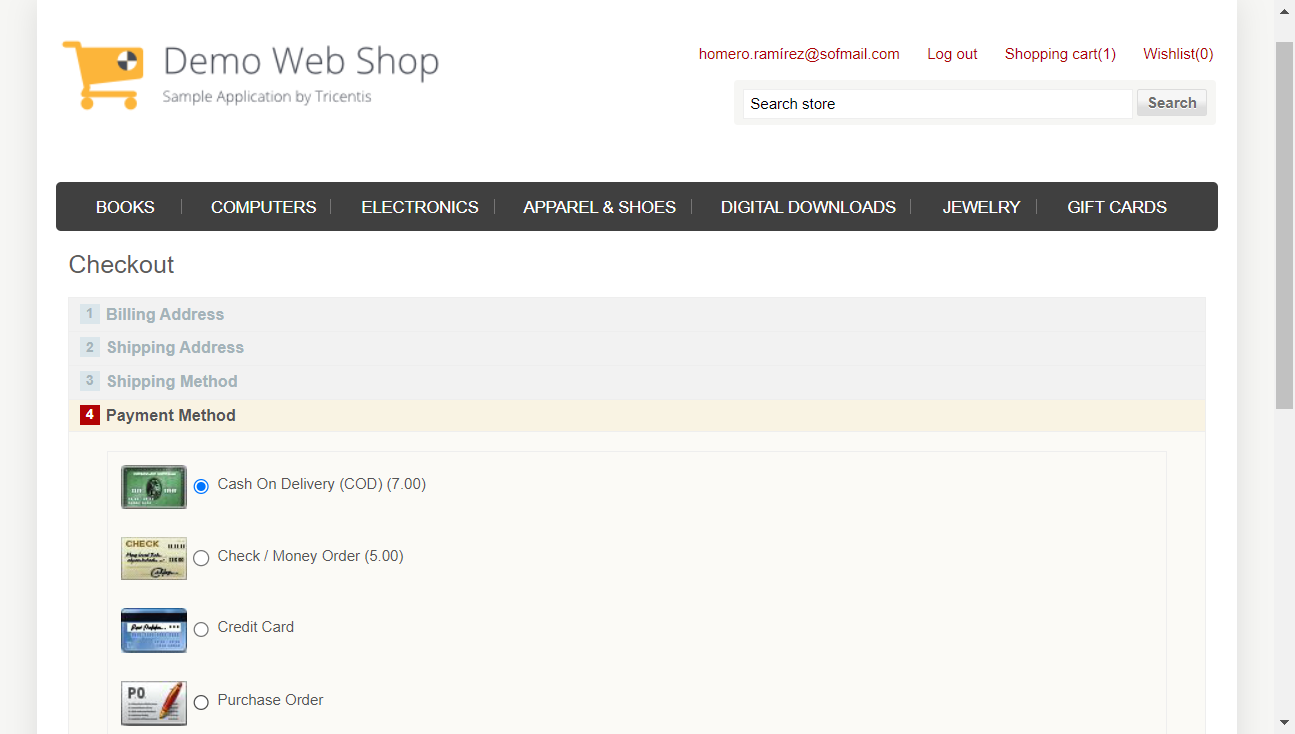 Demo Web Shop
Sample Application by Tricentis
homero.ramírez@sofmail.com Log out Shopping cart(1) Wishlist(0)
Search store Search
BOOKS COMPUTERS ELECTRONICS APPAREL & SHOES DIGITAL DOWNLOADS JEWELRY GIFT CARDS
Checkout
1 Billing Address
2 Shipping Address
3 Shipping Method
4 Payment Method
Cash On Delivery (COD) (7.00)
CHECK
Check / Money Order (5.00)
Credit Card
P.O.
Purchase Order